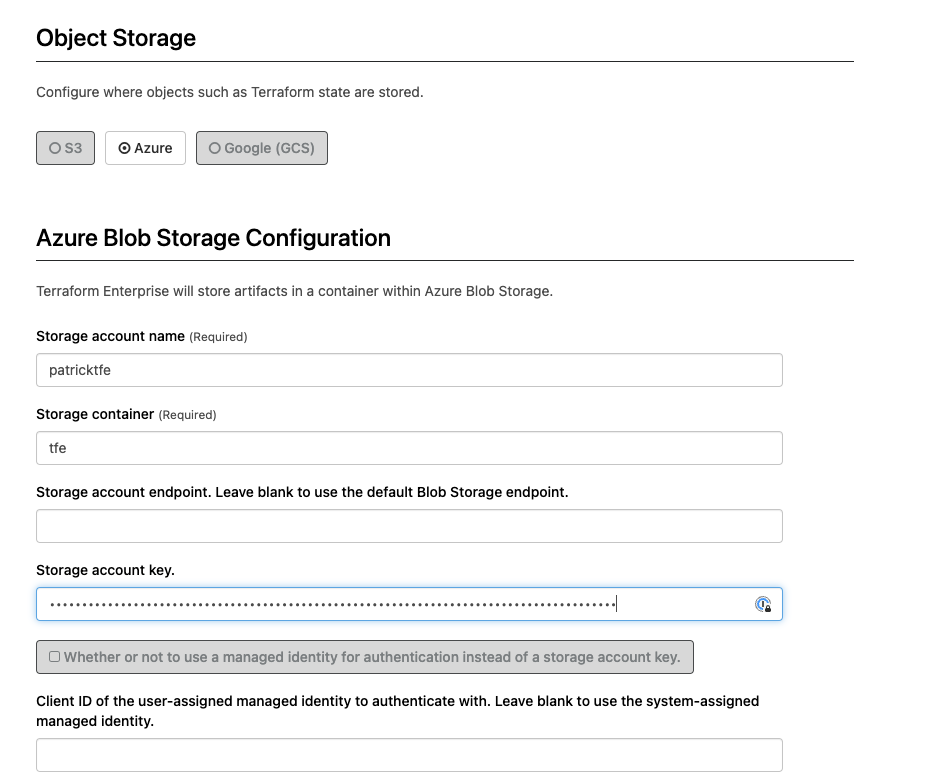 Object Storage
Configure where objects such as Terraform state are stored.
S3 Azure Google (GCS)
Azure Blob Storage Configuration
Terraform Enterprise will store artifacts in a container within Azure Blob Storage.
Storage account name (Required)
patricktfe
Storage container (Required)
tfe
Storage account endpoint. Leave blank to use the default Blob Storage endpoint.
Storage account key.
Whether or not to use a managed identity for authentication instead of a storage account key.
Client ID of the user-assigned managed identity to authenticate with. Leave blank to use the system-assigned
managed identity.